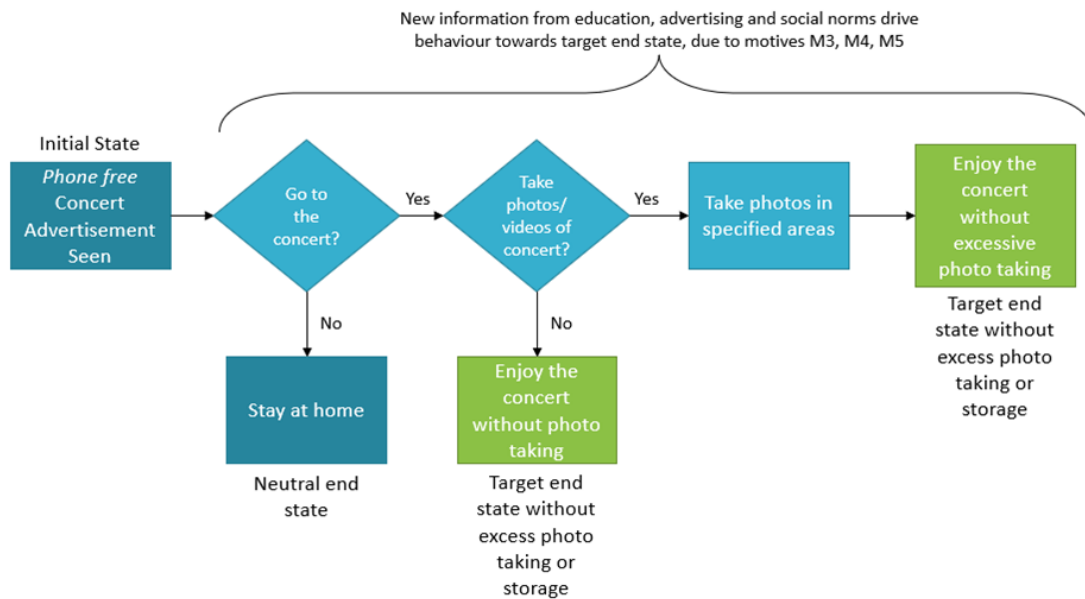 New information from education, advertising and social norms drive
behaviour towards target end state, due to motives M3, M4, M5
Initial State
Phone free
Concert
Advertisement
Seen
Go to
the
concert?
Yes
Take
photos/
videos of
concert?
Yes
Take photos in
specified areas
Enjoy the
concert
without
excessive
photo taking
Target end
state without
excess photo
taking or
storage
No
Stay at home
Neutral end
state
No
Enjoy the
concert
without photo
taking
Target end
state without
excess photo
taking or
storage